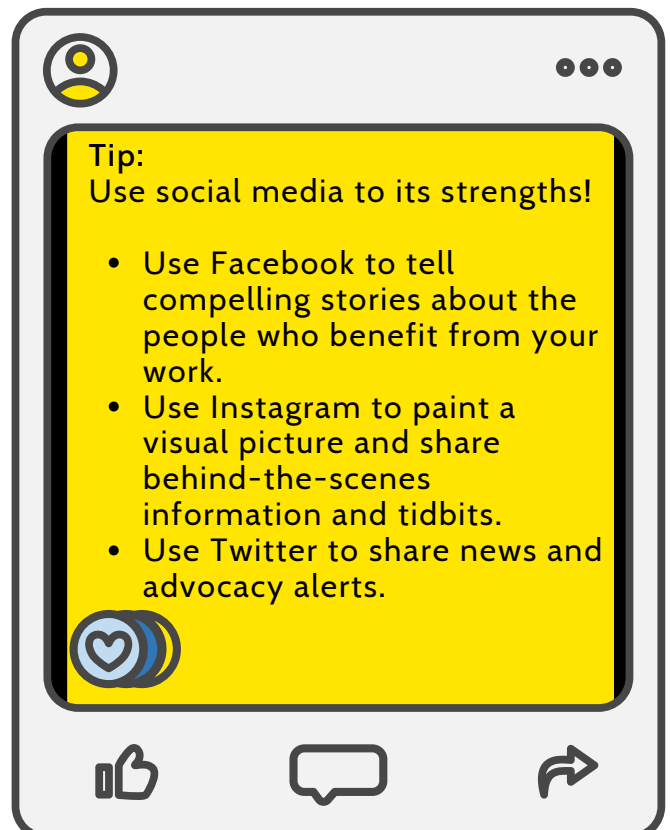 Tip:
Use social media to its strengths!
• Use Facebook to tell
compelling stories about the
people who benefit from your
work.
• Use Instagram to paint a
visual picture and share
behind-the-scenes
information and tidbits.
• Use Twitter to share news and
advocacy alerts.